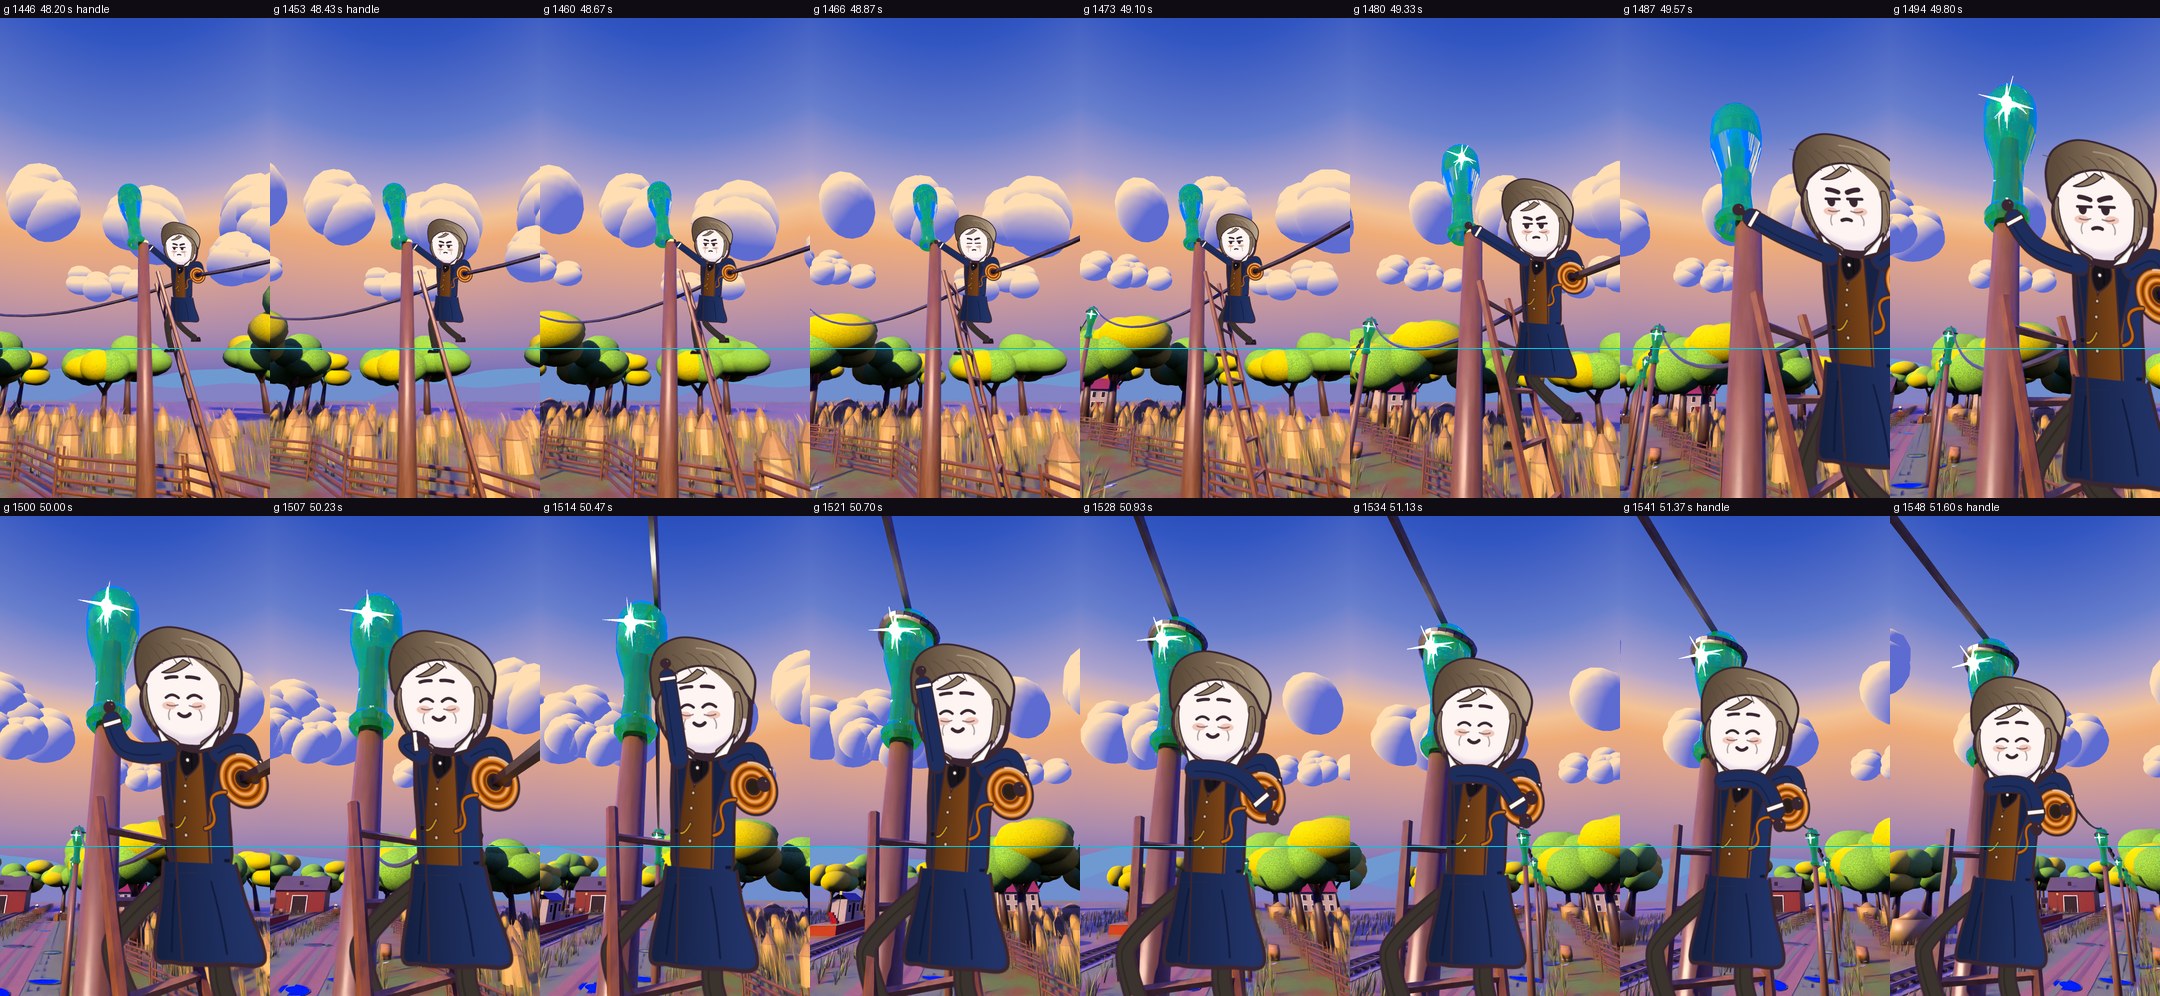 g 1446 48.20 s handle
g 1453 48.43 s handle
g 1460 48.67 s
g 1466 48.87 s
g 1473 49.10 s
g 1480 49.33 s
g 1487 49.57 s
g 1494 49.80 s
g 1500 50.00 s
g 1507 50.23 s
g 1514 50.47 s
g 1521 50.70 s
g 1528 50.93 s
g 1534 51.13 s
g 1541 51.37 s handle
g 1548 51.60 s handle